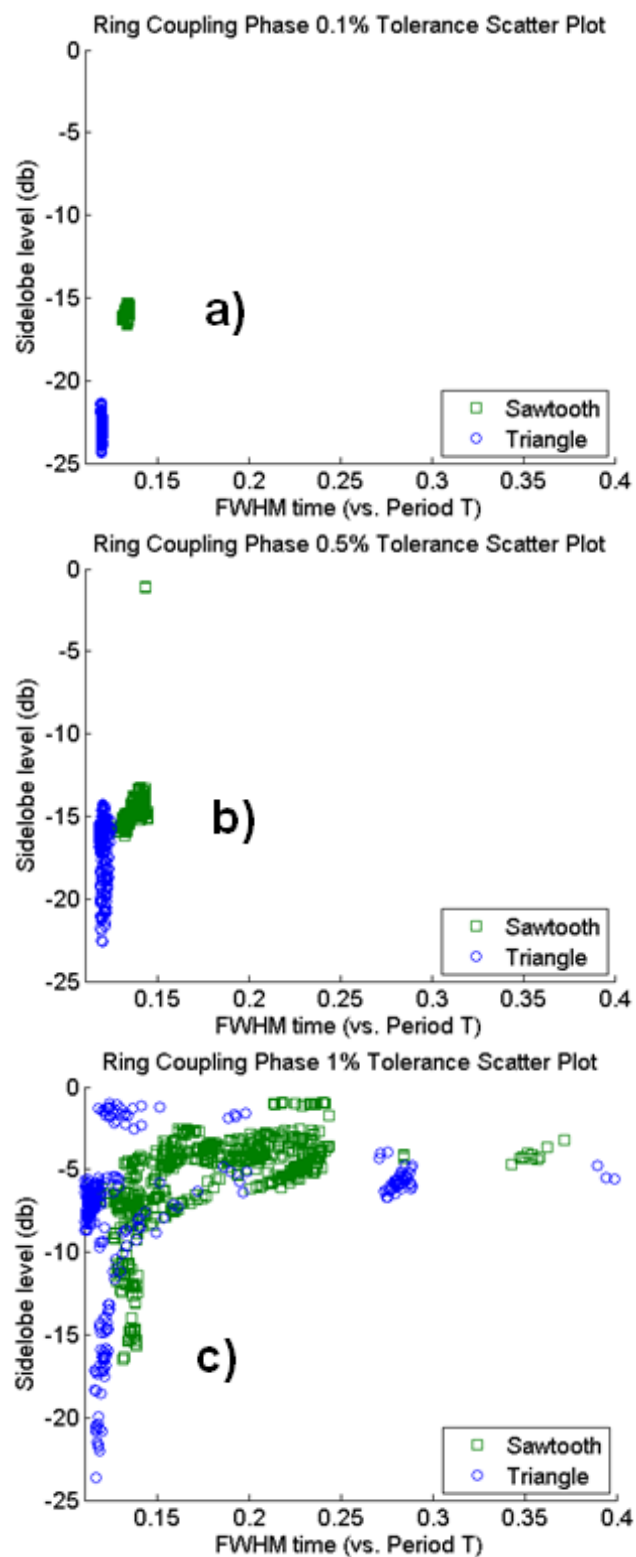 Ring Coupling Phase 0.1% Tolerance Scatter Plot
0
-5
-10
-15
-20
-25
Sidelobe level (db)
a)
Sawtooth
Triangle
0.15
0.2
0.25
0.3
0.35
0.4
FWHM time (vs. Period T)
Ring Coupling Phase 0.5% Tolerance Scatter Plot
0
-5
-10
-15
-20
-25
Sidelobe level (db)
b)
Sawtooth
Triangle
0.15
0.2
0.25
0.3
0.35
0.4
FWHM time (vs. Period T)
Ring Coupling Phase 1% Tolerance Scatter Plot
0
-5
-10
-15
-20
-25
Sidelobe level (db)
c)
Sawtooth
Triangle
0.15
0.2
0.25
0.3
0.35
0.4
FWHM time (vs. Period T)